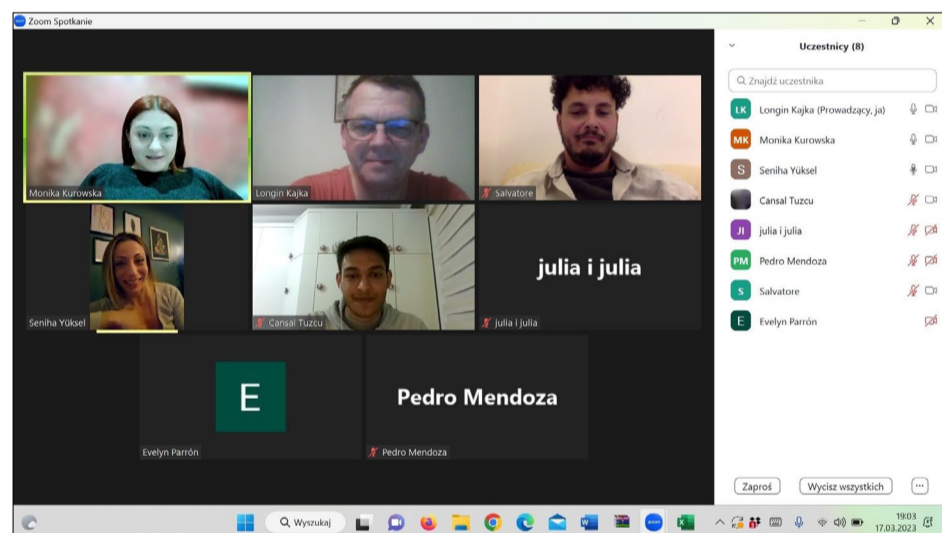 Zoom Spotkanie
Uczestnicy (8)
Znajdź uczestnika
LK Longin Kajka (Prowadzący, ja)
MK Monika Kurowska
S Seniha Yüksel
Cansal Tuzcu
JI julia i julia
PM Pedro Mendoza
S Salvatore
E Evelyn Parrón
Monika Kurowska
Longin Kajka
Salvatore
Seniha Yüksel
Cansal Tuzcu
julia i julia
julia i julia
E
Evelyn Parrón
Pedro Mendoza
Pedro Mendoza
Zaproś
Wycisz wszystkich
...
Wyszukaj
19:03
17.03.2023